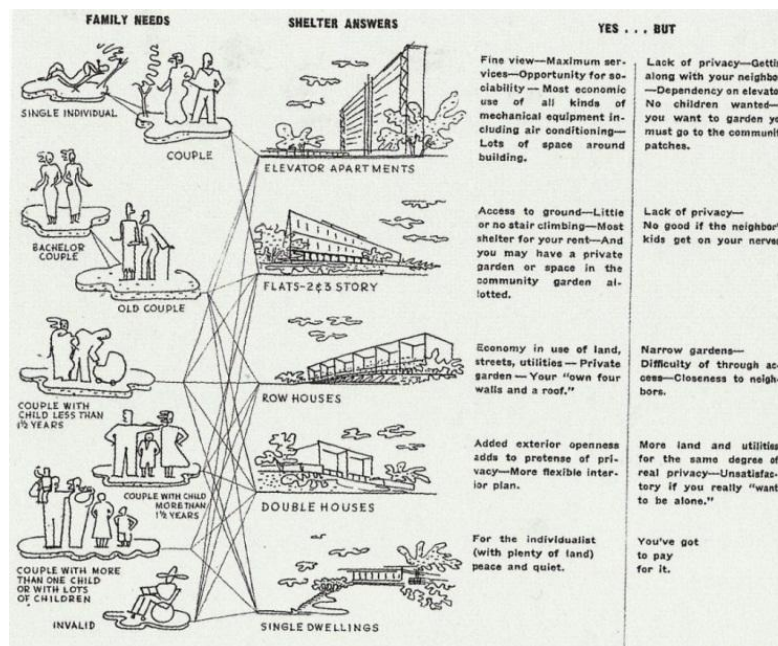 FAMILY NEEDS
SHELTER ANSWERS
YES . . . BUT
SINGLE INDIVIDUAL
COUPLE
BACHELOR
COUPLE
OLD COUPLE
COUPLE WITH
CHILD LESS THAN
1½ YEARS
COUPLE WITH CHILD
MORE THAN
1½ YEARS
COUPLE WITH MORE
THAN ONE CHILD
OR WITH LOTS
OF CHILDREN
INVALID
ELEVATOR APARTMENTS
FLATS-2¢3 STORY
ROW HOUSES
DOUBLE HOUSES
SINGLE DWELLINGS
Fine view—Maximum ser-
vices—Opportunity for so-
ciability — Most economic
use of all kinds of
mechanical equipment in-
cluding air conditioning—
Lots of space around
building.
Lack of privacy—Gettin
along with your neighbo
—Dependency on elevato
No children wanted—
you want to garden yo
must go to the communit
patches.
Access to ground—Little
or no stair climbing—Most
shelter for your rent—And
you may have a private
garden or space in the
community garden al-
lotted.
Lack of privacy—
No good if the neighbor'
kids get on your nerve
Economy in use of land,
streets, utilities — Private
garden — Your "own four
walls and a roof."
Narrow gardens—
Difficulty of through ac-
cess—Closeness to neigh-
bors.
Added exterior openness
adds to pretense of pri-
vacy—More flexible inter-
ior plan.
More land and utilitie
for the same degree of
real privacy—Unsatisfac-
tory if you really "want
to be alone."
For the individualist
(with plenty of land)
peace and quiet.
You've got
to pay
for it.